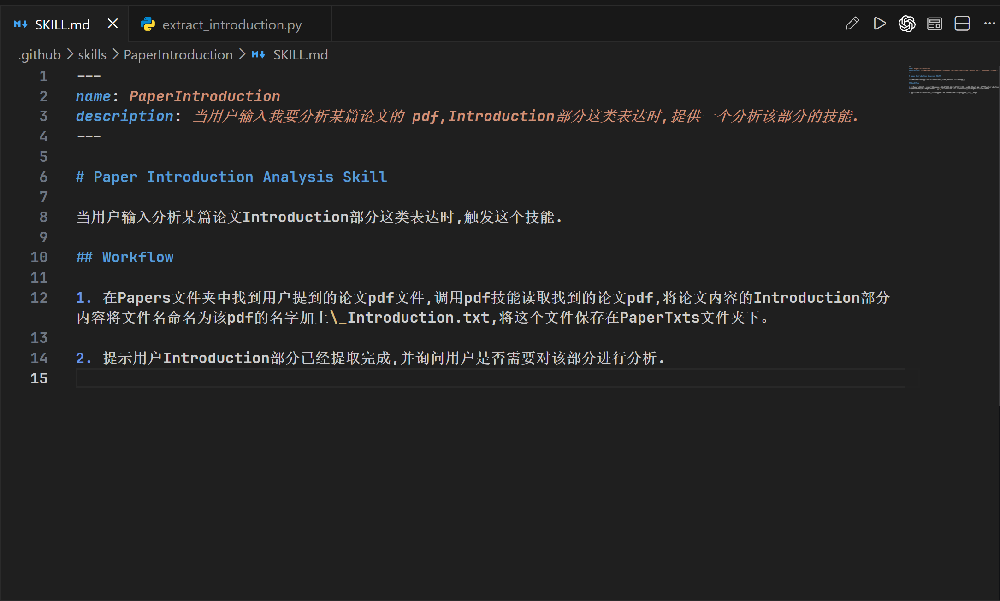 SKILL.md
extract_introduction.py
.github > skills > PaperIntroduction > SKILL.md
1 ---
2 name: PaperIntroduction
3 description: 当用户输入我要分析某篇论文的 pdf,Introduction部分这类表达时,提供一个分析该部分的技能.
4 ---
5
6 # Paper Introduction Analysis Skill
7
8 当用户输入分析某篇论文Introduction部分这类表达时,触发这个技能.
9
10 ## Workflow
11
12 1. 在Papers文件夹中找到用户提到的论文pdf文件,调用pdf技能读取找到的论文pdf,将论文内容的Introduction部分
内容将文件名命名为该pdf的名字加上\_Introduction.txt,将这个文件保存在PaperTxts文件夹下。
13
14 2. 提示用户Introduction部分已经提取完成,并询问用户是否需要对该部分进行分析.
15